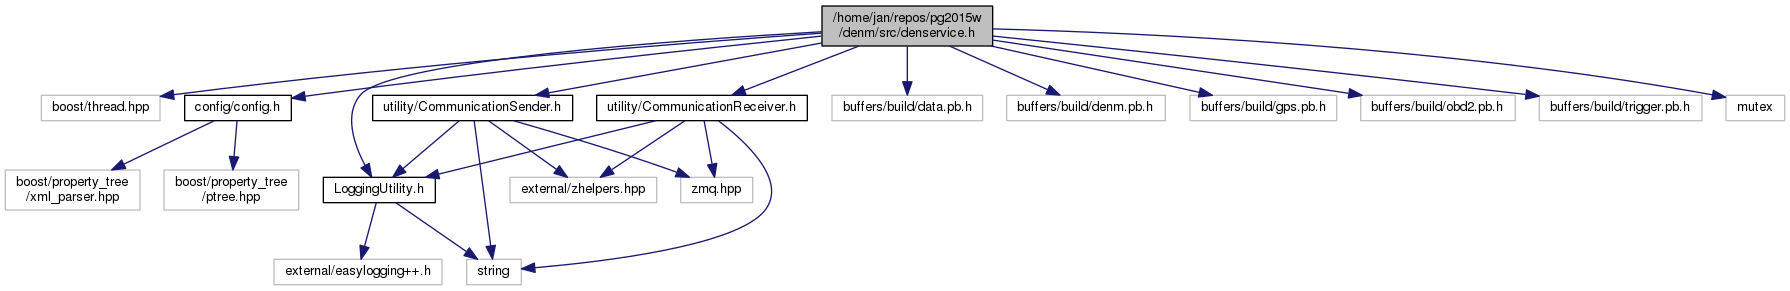 /home/jan/repos/pg2015w
/denm/src/denservice.h
boost/thread.hpp
config/config.h
utility/CommunicationSender.h
utility/CommunicationReceiver.h
buffers/build/data.pb.h
buffers/build/denm.pb.h
buffers/build/gps.pb.h
buffers/build/obd2.pb.h
buffers/build/trigger.pb.h
mutex
boost/property_tree
/xml_parser.hpp
boost/property_tree
/ptree.hpp
LoggingUtility.h
external/zhelpers.hpp
zmq.hpp
external/easylogging++.h
string